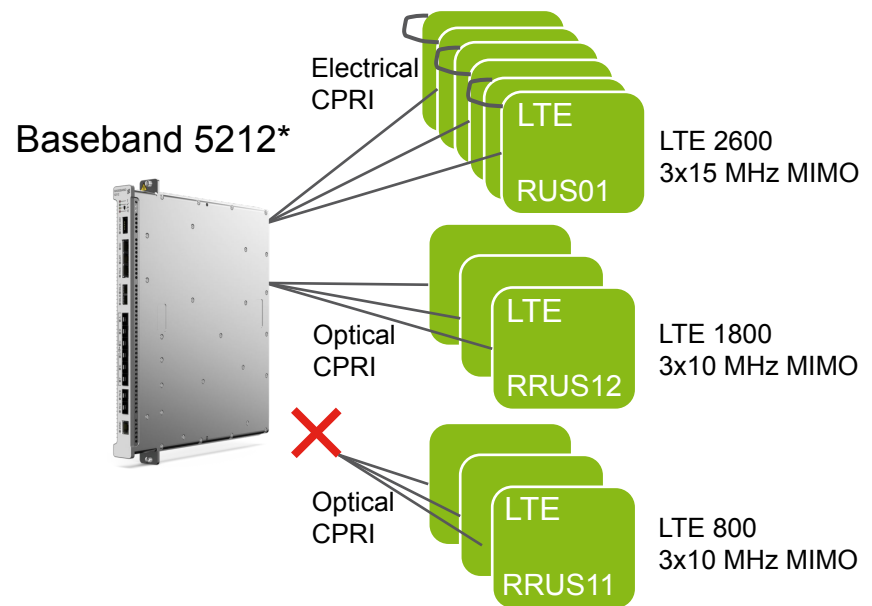 Electrical
CPRI
Baseband 5212*
LTE
RUS01
LTE 2600
3x15 MHz MIMO
Optical
CPRI
LTE
RRUS12
LTE 1800
3x10 MHz MIMO
Optical
CPRI
LTE
RRUS11
LTE 800
3x10 MHz MIMO